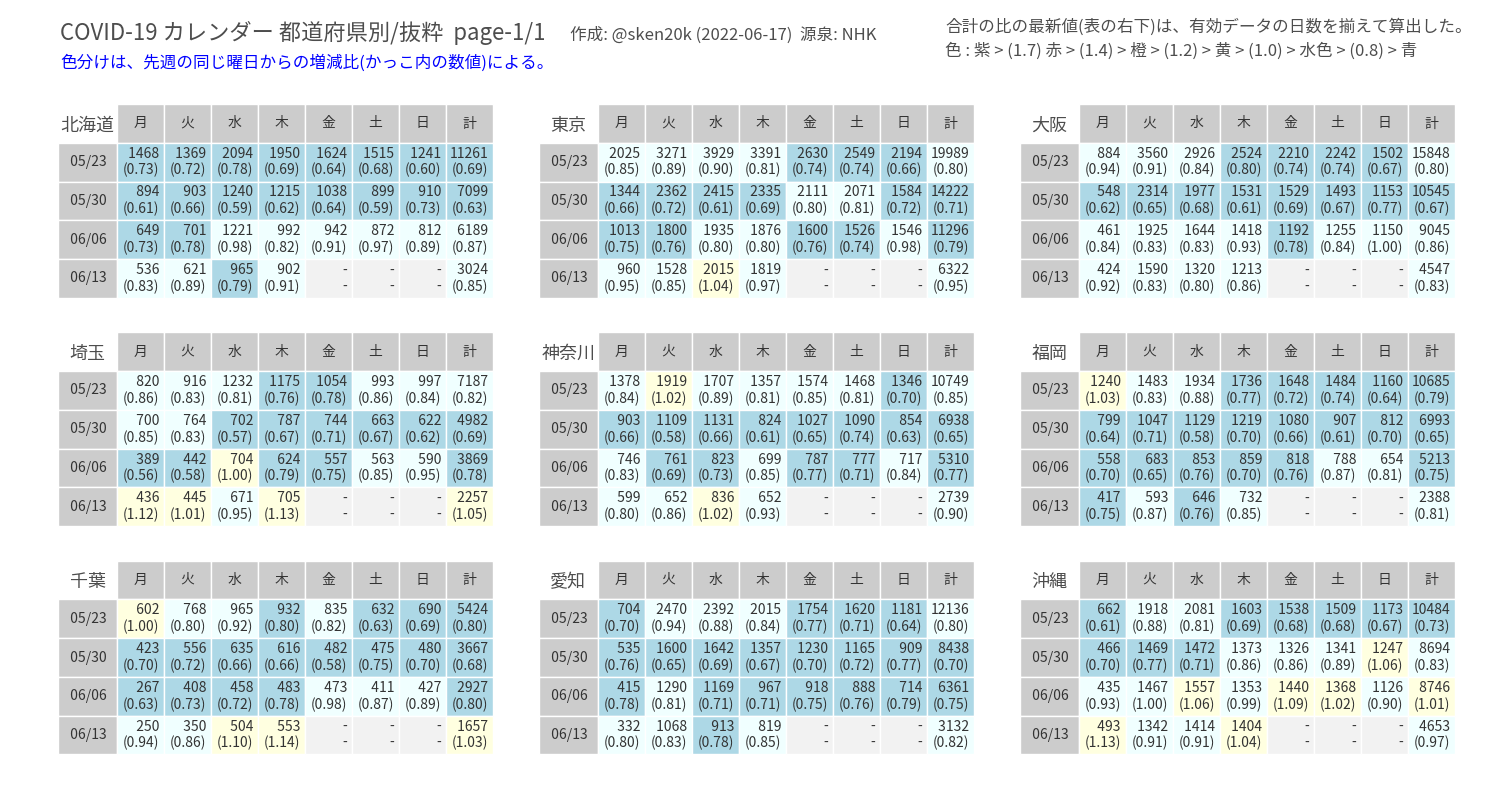 COVID-19 カレンダー 都道府県別/抜粋 page-1/1 作成: @sken20k (2022-06-17) 源泉: NHK
合計の比の最新値(表の右下)は、有効データの日数を揃えて算出した。
色分けは、先週の同じ曜日からの増減比(かっこ内の数値)による。
色 : 紫 > (1.7) 赤 > (1.4) > 橙 > (1.2) > 黄 > (1.0) > 水色 > (0.8) > 青
北海道 月 火 水 木 金 土 日 計
05/23 1468 1369 2094 1950 1624 1515 1241 11261
(0.73) (0.72) (0.78) (0.69) (0.64) (0.68) (0.60) (0.69)
05/30 894 903 1240 1215 1038 899 910 7099
(0.61) (0.66) (0.59) (0.62) (0.64) (0.59) (0.73) (0.63)
06/06 649 701 1221 992 942 872 812 6189
(0.73) (0.78) (0.98) (0.82) (0.91) (0.97) (0.89) (0.87)
06/13 536 621 965 902 - - - 3024
(0.83) (0.89) (0.79) (0.91) - - - (0.85)
東京 月 火 水 木 金 土 日 計
05/23 2025 3271 3929 3391 2630 2549 2194 19989
(0.85) (0.89) (0.90) (0.81) (0.74) (0.74) (0.66) (0.80)
05/30 1344 2362 2415 2335 2111 2071 1584 14222
(0.66) (0.72) (0.61) (0.69) (0.80) (0.81) (0.72) (0.71)
06/06 1013 1800 1935 1876 1600 1526 1546 11296
(0.75) (0.76) (0.80) (0.80) (0.76) (0.74) (0.98) (0.79)
06/13 960 1528 2015 1819 - - - 6322
(0.95) (0.85) (1.04) (0.97) - - - (0.95)
大阪 月 火 水 木 金 土 日 計
05/23 884 3560 2926 2524 2210 2242 1502 15848
(0.94) (0.91) (0.84) (0.80) (0.74) (0.74) (0.67) (0.80)
05/30 548 2314 1977 1531 1529 1493 1153 10545
(0.62) (0.65) (0.68) (0.61) (0.69) (0.67) (0.77) (0.67)
06/06 461 1925 1644 1418 1192 1255 1150 9045
(0.84) (0.83) (0.83) (0.93) (0.78) (0.84) (1.00) (0.86)
06/13 424 1590 1320 1213 - - - 4547
(0.92) (0.83) (0.80) (0.86) - - - (0.83)
埼玉 月 火 水 木 金 土 日 計
05/23 820 916 1232 1175 1054 993 997 7187
(0.86) (0.83) (0.81) (0.76) (0.78) (0.86) (0.84) (0.82)
05/30 700 764 702 787 744 663 622 4982
(0.85) (0.83) (0.57) (0.67) (0.71) (0.67) (0.62) (0.69)
06/06 389 442 704 624 557 563 590 3869
(0.56) (0.58) (1.00) (0.79) (0.75) (0.85) (0.95) (0.78)
06/13 436 445 671 705 - - - 2257
(1.12) (1.01) (0.95) (1.13) - - - (1.05)
神奈川 月 火 水 木 金 土 日 計
05/23 1378 1919 1707 1357 1574 1468 1346 10749
(0.84) (1.02) (0.89) (0.81) (0.85) (0.81) (0.70) (0.85)
05/30 903 1109 1131 824 1027 1090 854 6938
(0.66) (0.58) (0.66) (0.61) (0.65) (0.74) (0.63) (0.65)
06/06 746 761 823 699 787 777 717 5310
(0.83) (0.69) (0.73) (0.85) (0.77) (0.71) (0.84) (0.77)
06/13 599 652 836 652 - - - 2739
(0.80) (0.86) (1.02) (0.93) - - - (0.90)
福岡 月 火 水 木 金 土 日 計
05/23 1240 1483 1934 1736 1648 1484 1160 10685
(1.03) (0.83) (0.88) (0.77) (0.72) (0.74) (0.64) (0.79)
05/30 799 1047 1129 1219 1080 907 812 6993
(0.64) (0.71) (0.58) (0.70) (0.66) (0.61) (0.70) (0.65)
06/06 558 683 853 859 818 788 654 5213
(0.70) (0.65) (0.76) (0.70) (0.76) (0.87) (0.81) (0.75)
06/13 417 593 646 732 - - - 2388
(0.75) (0.87) (0.76) (0.85) - - - (0.81)
千葉 月 火 水 木 金 土 日 計
05/23 602 768 965 932 835 632 690 5424
(1.00) (0.80) (0.92) (0.80) (0.82) (0.63) (0.69) (0.80)
05/30 423 556 635 616 482 475 480 3667
(0.70) (0.72) (0.66) (0.66) (0.58) (0.75) (0.70) (0.68)
06/06 267 408 458 483 473 411 427 2927
(0.63) (0.73) (0.72) (0.78) (0.98) (0.87) (0.89) (0.80)
06/13 250 350 504 553 - - - 1657
(0.94) (0.86) (1.10) (1.14) - - - (1.03)
愛知 月 火 水 木 金 土 日 計
05/23 704 2470 2392 2015 1754 1620 1181 12136
(0.70) (0.94) (0.88) (0.84) (0.77) (0.71) (0.64) (0.80)
05/30 535 1600 1642 1357 1230 1165 909 8438
(0.76) (0.65) (0.69) (0.67) (0.70) (0.72) (0.77) (0.70)
06/06 415 1290 1169 967 918 888 714 6361
(0.78) (0.81) (0.71) (0.71) (0.75) (0.76) (0.79) (0.75)
06/13 332 1068 913 819 - - - 3132
(0.80) (0.83) (0.78) (0.85) - - - (0.82)
沖縄 月 火 水 木 金 土 日 計
05/23 662 1918 2081 1603 1538 1509 1173 10484
(0.61) (0.88) (0.81) (0.69) (0.68) (0.68) (0.67) (0.73)
05/30 466 1469 1472 1373 1326 1341 1247 8694
(0.70) (0.77) (0.71) (0.86) (0.86) (0.89) (1.06) (0.83)
06/06 435 1467 1557 1353 1440 1368 1126 8746
(0.93) (1.00) (1.06) (0.99) (1.09) (1.02) (0.90) (1.01)
06/13 493 1342 1414 1404 - - - 4653
(1.13) (0.91) (0.91) (1.04) - - - (0.97)